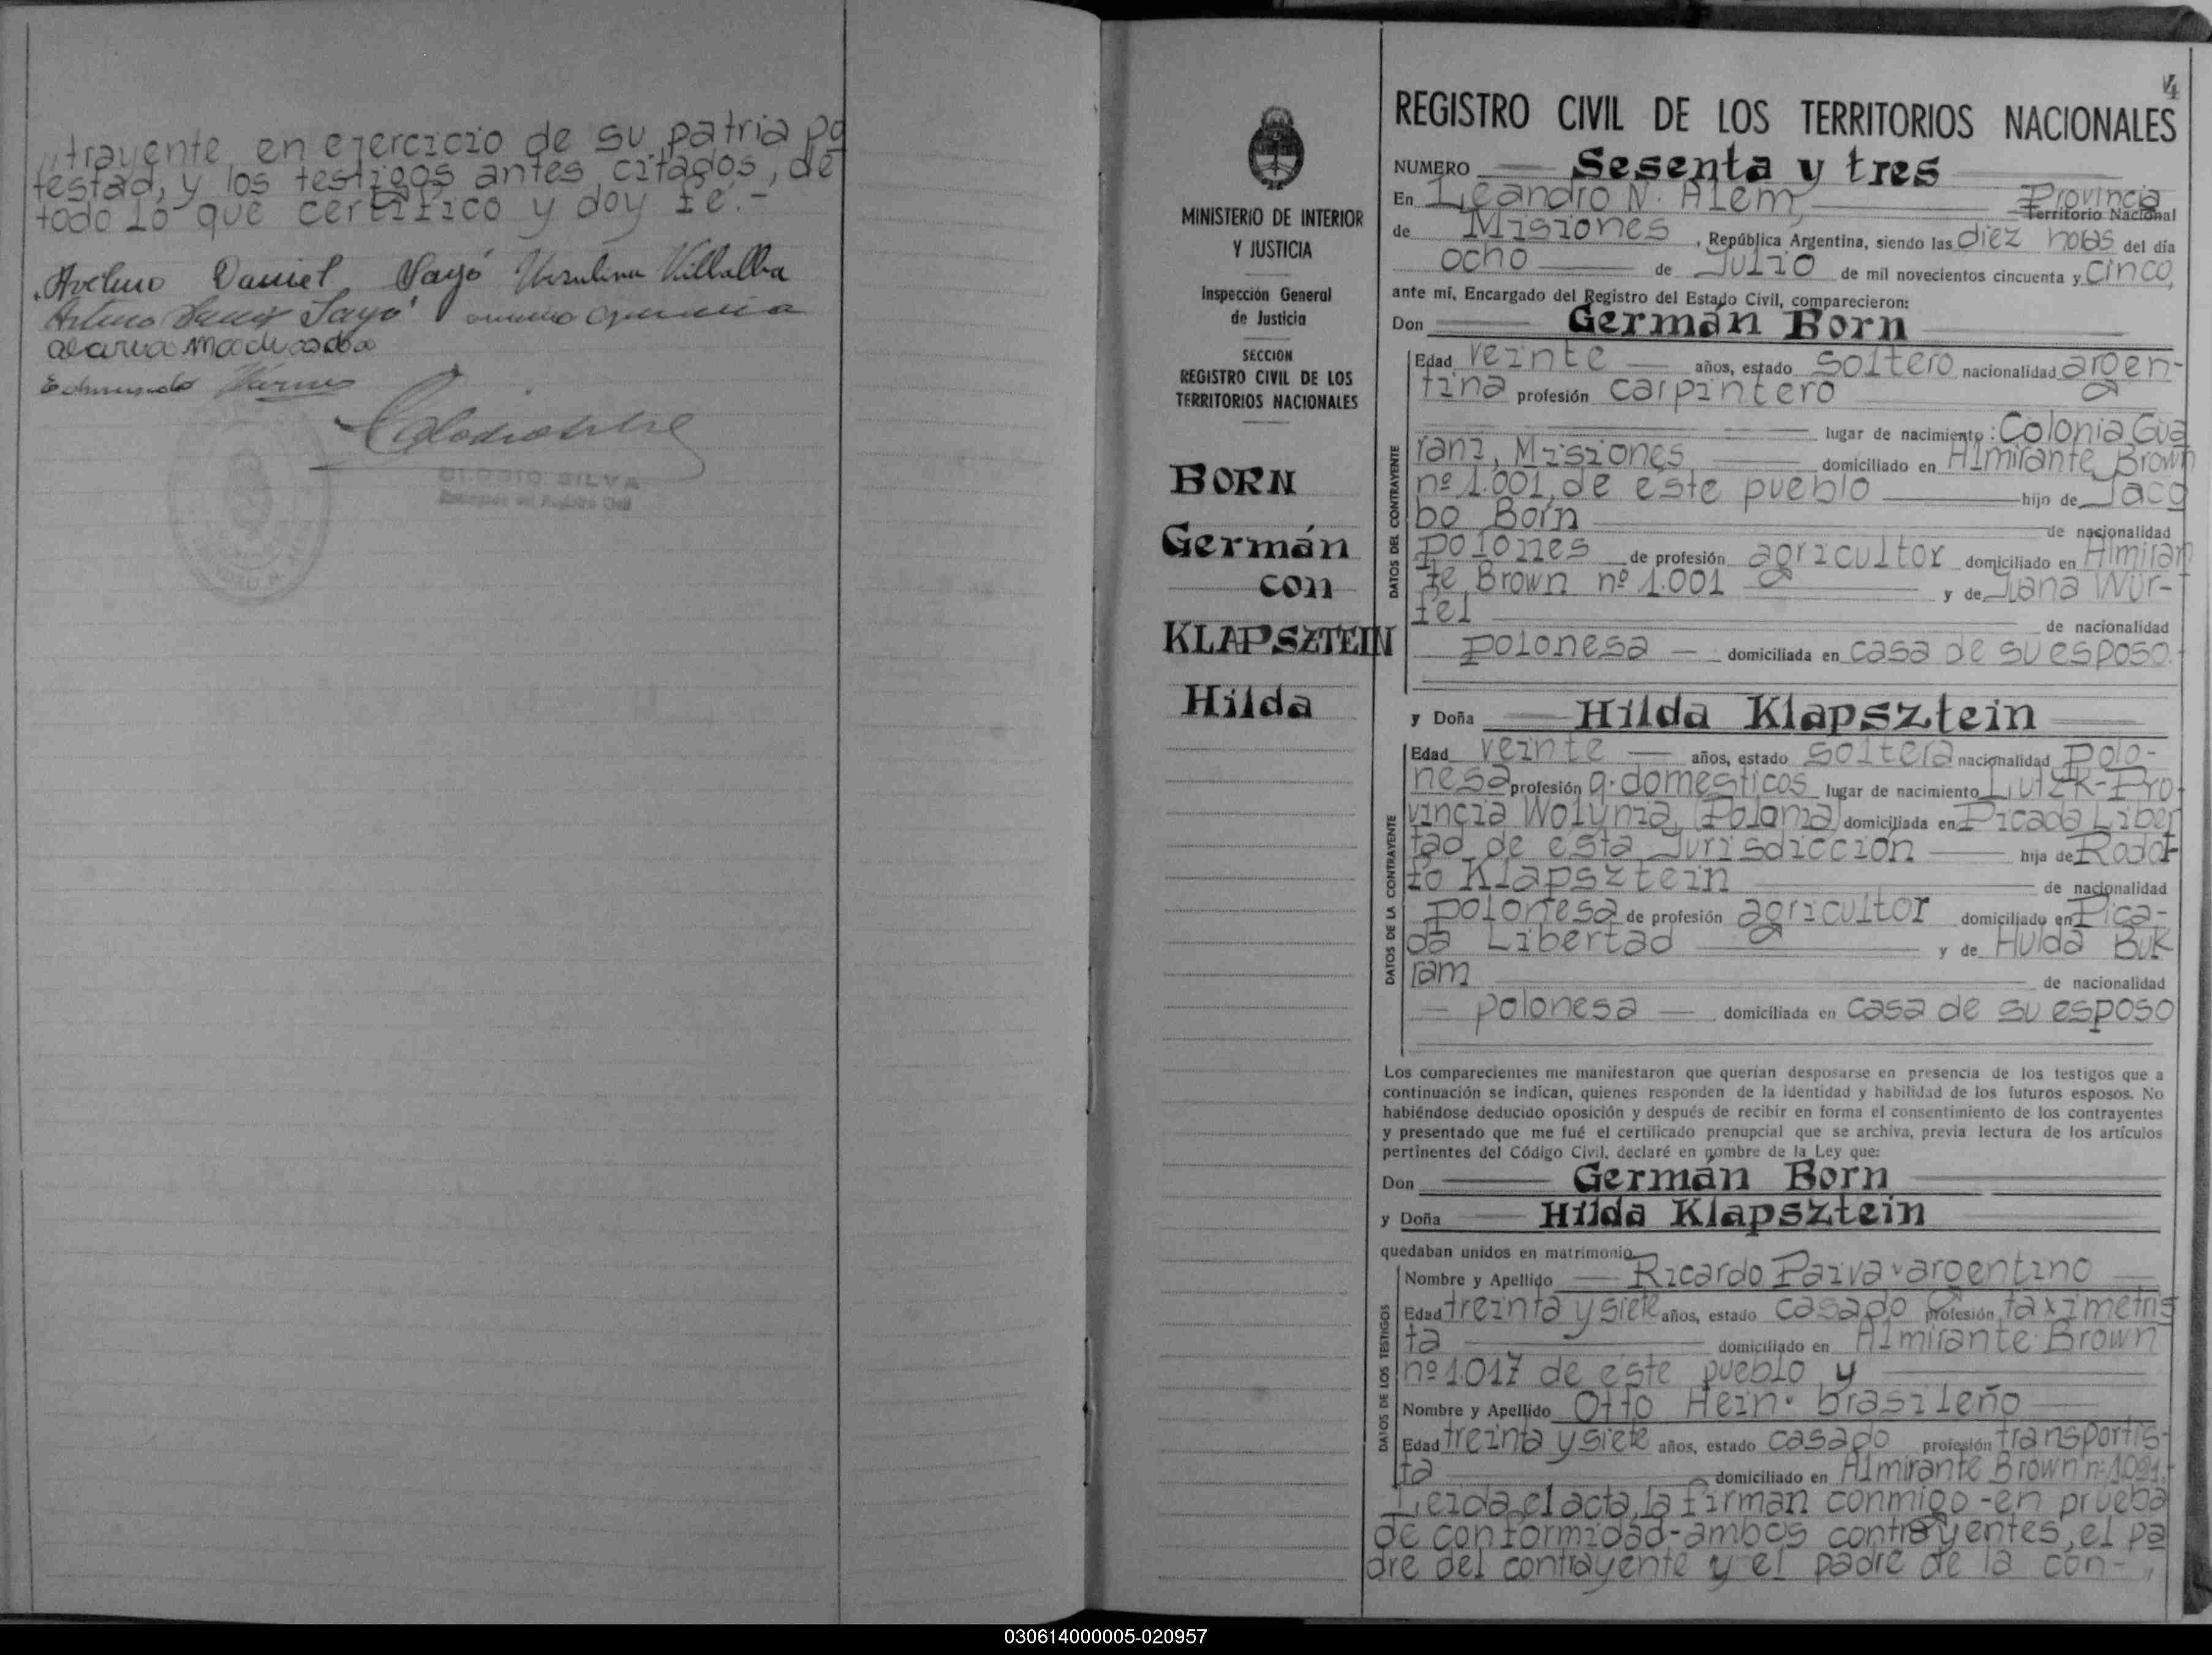 ,,trayente, en ejercicio de su patria po
testad, y los testigos antes citados, de
todo lo que certifico y doy fé.-
Avelino Daniel Sayó Ursulina Villalba
Sayó
Edmundo
ELOGIO SILVA
Encargado del Registro Civil
4
REGISTRO CIVIL DE LOS TERRITORIOS NACIONALES
MINISTERIO DE INTERIOR
Y JUSTICIA
Inspección General
de Justicia
SECCION
REGISTRO CIVIL DE LOS
TERRITORIOS NACIONALES
BORN
Germán
con
KLAPSZTEIN
Hilda
NUMERO Sesenta y tres
En Leandro N. Alem, Provincia
Territorio Nacional
de Misiones, República Argentina, siendo las diez horas del día
ocho de Julio de mil novecientos cincuenta y cinco,
ante mí, Encargado del Registro del Estado Civil, comparecieron:
Don Germán Born
DATOS DEL CONTRAYENTE
Edad veinte años, estado soltero nacionalidad argen-
tina profesión carpintero
lugar de nacimiento: Colonia Gua
raní, Misiones domiciliado en Almirante Brown
nº 1.001, de este pueblo hijo de Jaco
bo Born de nacionalidad
polones de profesión agricultor domiciliado en Almiran
te Brown nº 1.001 y de Juana Wur-
fel de nacionalidad
polonesa domiciliada en casa de su esposo.
y Doña Hilda Klapsztein
DATOS DE LA CONTRAYENTE
Edad veinte años, estado soltera nacionalidad polo-
nesa profesión q. domésticos lugar de nacimiento Lutzk-Pro
vincia Wolynia, (Polonia) domiciliada en Picada Liber
tad de esta Jurisdicción hija de Rodol
fo Klapsztein de nacionalidad
polonesa de profesión agricultor domiciliado en Pica-
da Libertad y de Hulda Buk
ram de nacionalidad
polonesa domiciliada en casa de su esposo
Los comparecientes me manifestaron que querían desposarse en presencia de los testigos que a
continuación se indican, quienes responden de la identidad y habilidad de los futuros esposos. No
habiéndose deducido oposición y después de recibir en forma el consentimiento de los contrayentes
y presentado que me fué el certificado prenupcial que se archiva, previa lectura de los artículos
pertinentes del Código Civil, declaré en nombre de la Ley que:
Don Germán Born
y Doña Hilda Klapsztein
quedaban unidos en matrimonio
DATOS DE LOS TESTIGOS
Nombre y Apellido Ricardo Paiva argentino
Edad treinta y siete años, estado casado profesión taximetris
ta domiciliado en Almirante Brown
nº 1.017 de este pueblo y
Nombre y Apellido Otto Hein. brasileño
Edad treinta y siete años, estado casado profesión transportis-
ta domiciliado en Almirante Brown nº 1.021.
Leida el acta, la firman conmigo -en prueba
de conformidad- ambos contrayentes, el pa
dre del contrayente y el padre de la con-,,
030614000005-020957